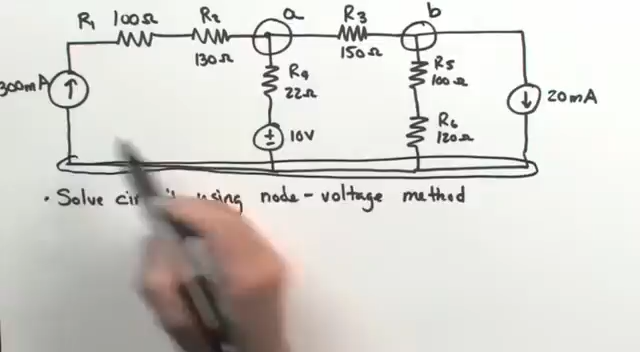 R₁ 100Ω R₂ a R₃ b
130Ω 150Ω
300mA R₄ R₅
22Ω 100Ω 20mA
10V R₆
120Ω
• Solve using node-voltage method